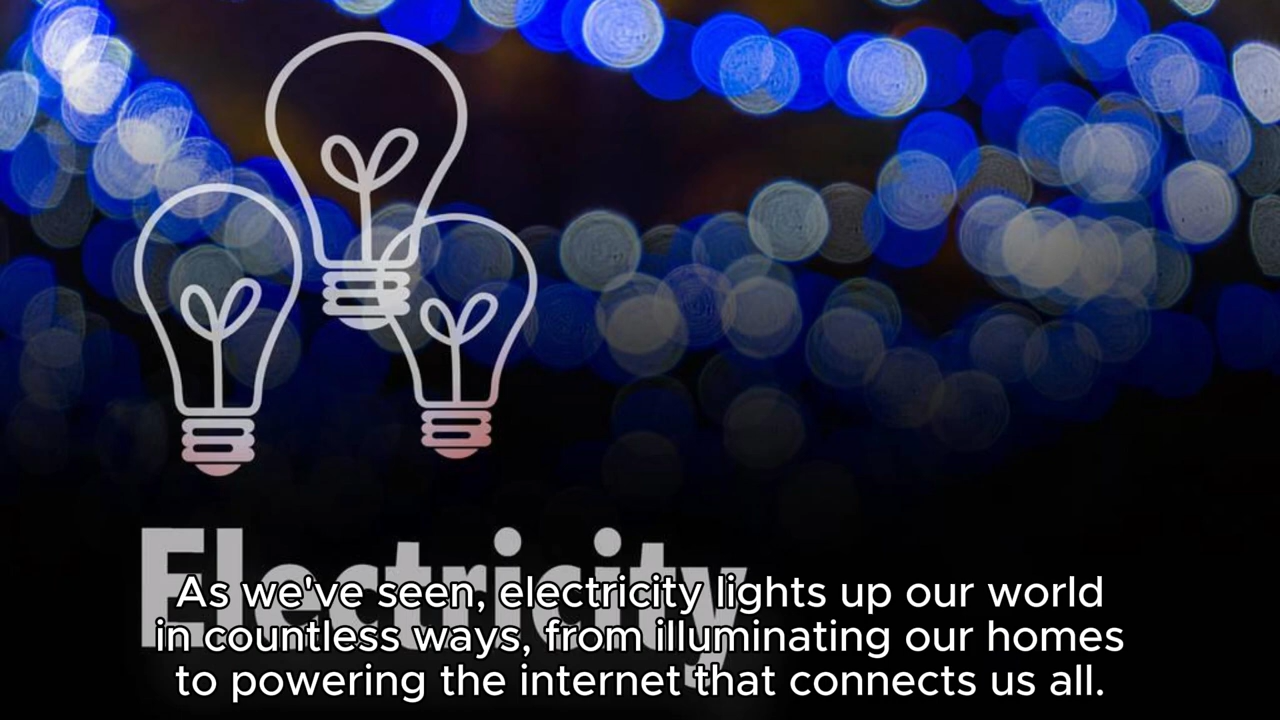 Electricity
As we've seen, electricity lights up our world
in countless ways, from illuminating our homes
to powering the internet that connects us all.